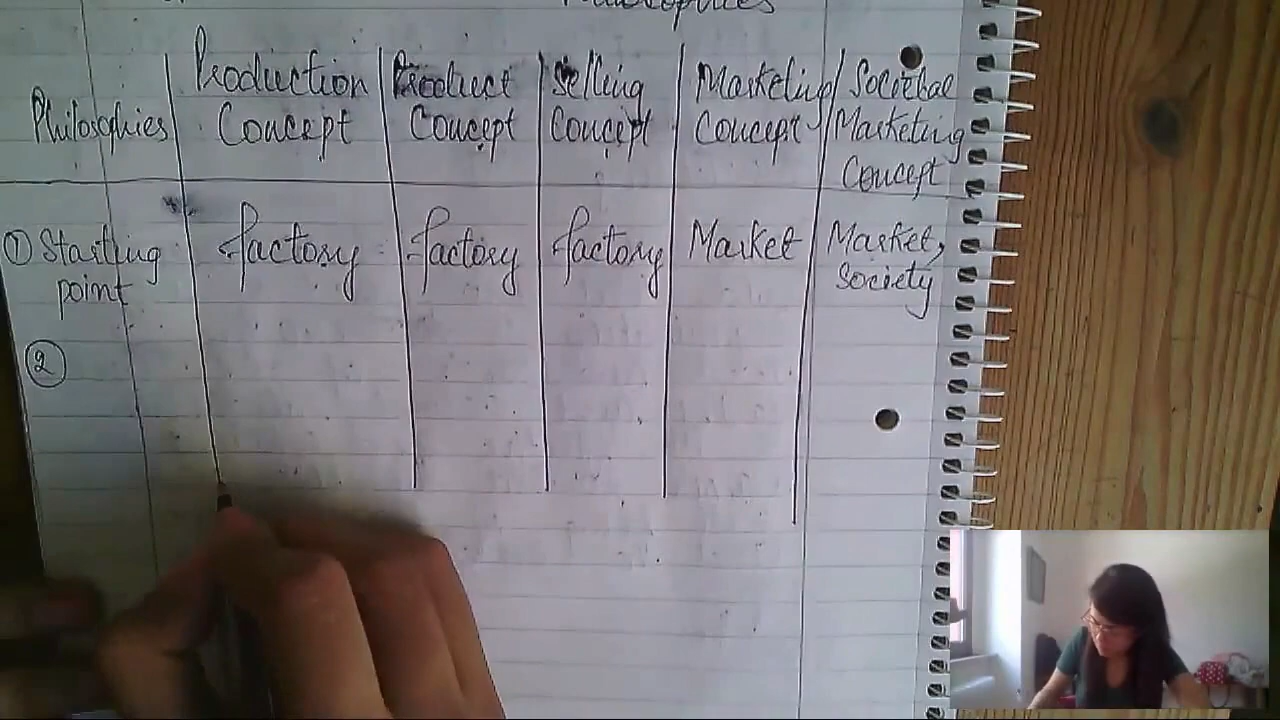 Philosophies
Production Concept
Product Concept
Selling Concept
Marketing Concept
Societal Marketing Concept
① Starting point
factory
factory
factory
Market
Market, Society
②